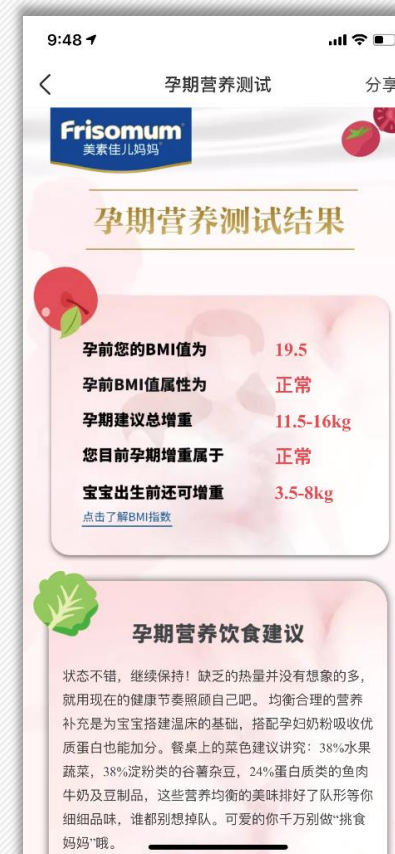 9:48
孕期营养测试
分享
Frisomum
美素佳儿妈妈
孕期营养测试结果
孕前您的BMI值为 19.5
孕前BMI值属性为 正常
孕期建议总增重 11.5-16kg
您目前孕期增重属于 正常
宝宝出生前还可增重 3.5-8kg
点击了解BMI指数
孕期营养饮食建议
状态不错，继续保持！缺乏的热量并没有想象的多，
就用现在的健康节奏照顾自己吧。均衡合理的营养
补充是为宝宝搭建温床的基础，搭配孕妇奶粉吸收优
质蛋白也能加分。餐桌上的菜色建议讲究：38%水果
蔬菜，38%淀粉类的谷薯杂豆，24%蛋白质类的鱼肉
牛奶及豆制品，这些营养均衡的美味排好了队形等你
细细品味，谁都别想掉队。可爱的你千万别做“挑食
妈妈”哦。